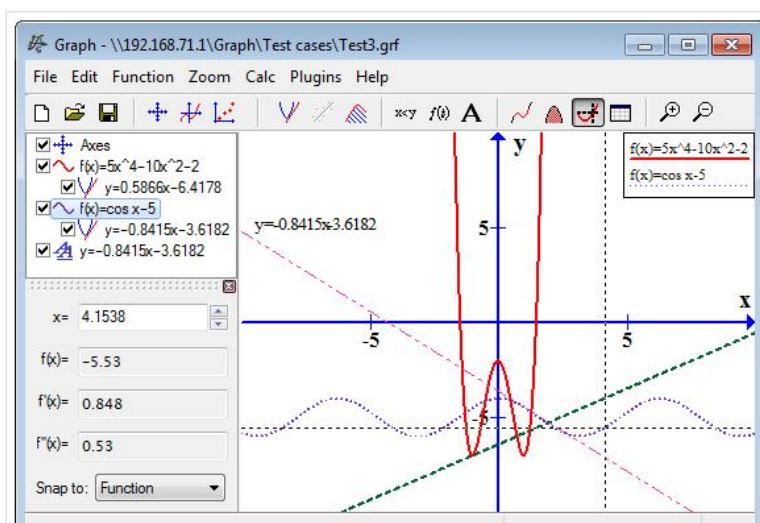 Graph - \\192.168.71.1\Graph\Test cases\Test3.grf
File Edit Function Zoom Calc Plugins Help
x<y f(t) A
Axes
f(x)=5x^4-10x^2-2
y=0.5866x-6.4178
f(x)=cos x-5
y=-0.8415x-3.6182
y=-0.8415x-3.6182
x= 4.1538
f(x)= -5.53
f'(x)= 0.848
f''(x)= 0.53
Snap to: Function
y
f(x)=5x^4-10x^2-2
f(x)=cos x-5
y=-0.8415x-3.6182
5
x
-5
5
-5